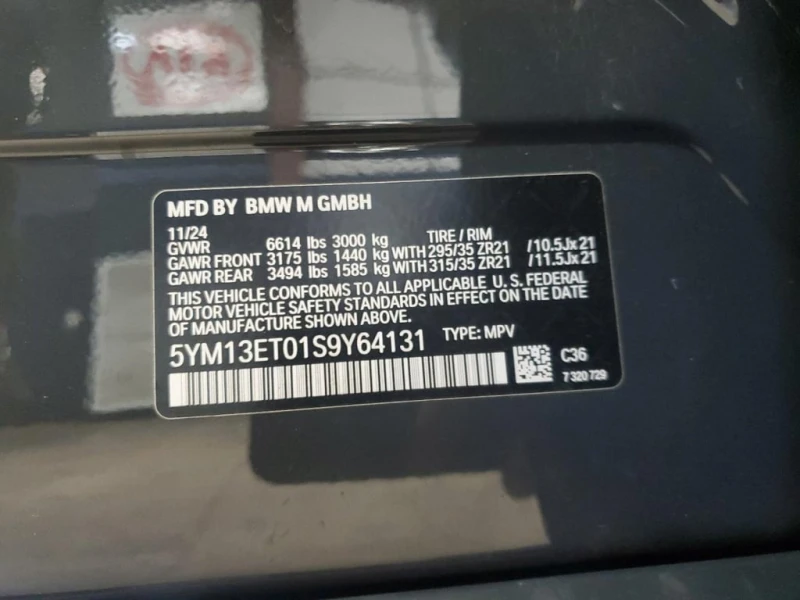 MFD BY BMW M GMBH
11/24 TIRE / RIM
GVWR 6614 lbs 3000 kg
GAWR FRONT 3175 lbs 1440 kg WITH 295/35 ZR21 /10.5Jx21
GAWR REAR 3494 lbs 1585 kg WITH 315/35 ZR21 /11.5Jx21
THIS VEHICLE CONFORMS TO ALL APPLICABLE U.S. FEDERAL
MOTOR VEHICLE SAFETY STANDARDS IN EFFECT ON THE DATE
OF MANUFACTURE SHOWN ABOVE.
5YM13ET01S9Y64131 TYPE: MPV
C36
7 320 729